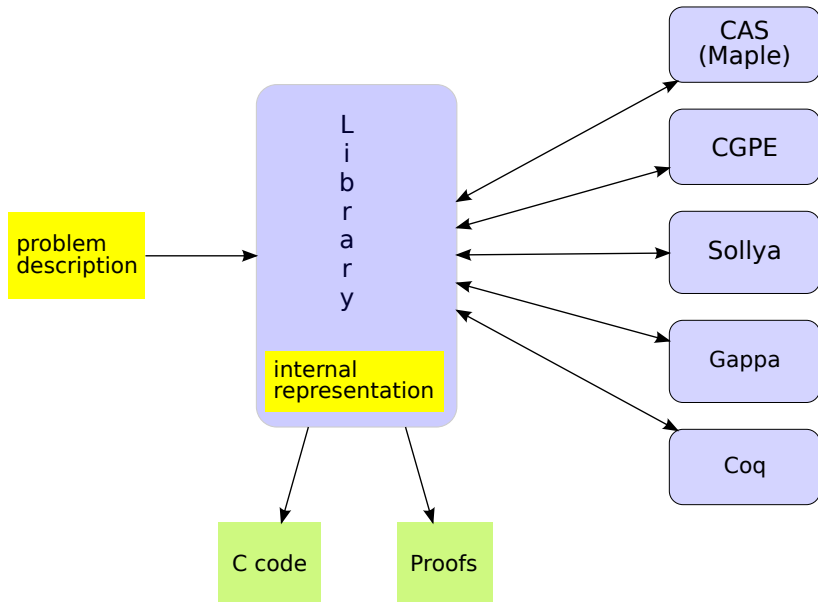 problem
description
L
i
b
r
a
r
y
internal
representation
CAS
(Maple)
CGPE
Sollya
Gappa
Coq
C code
Proofs